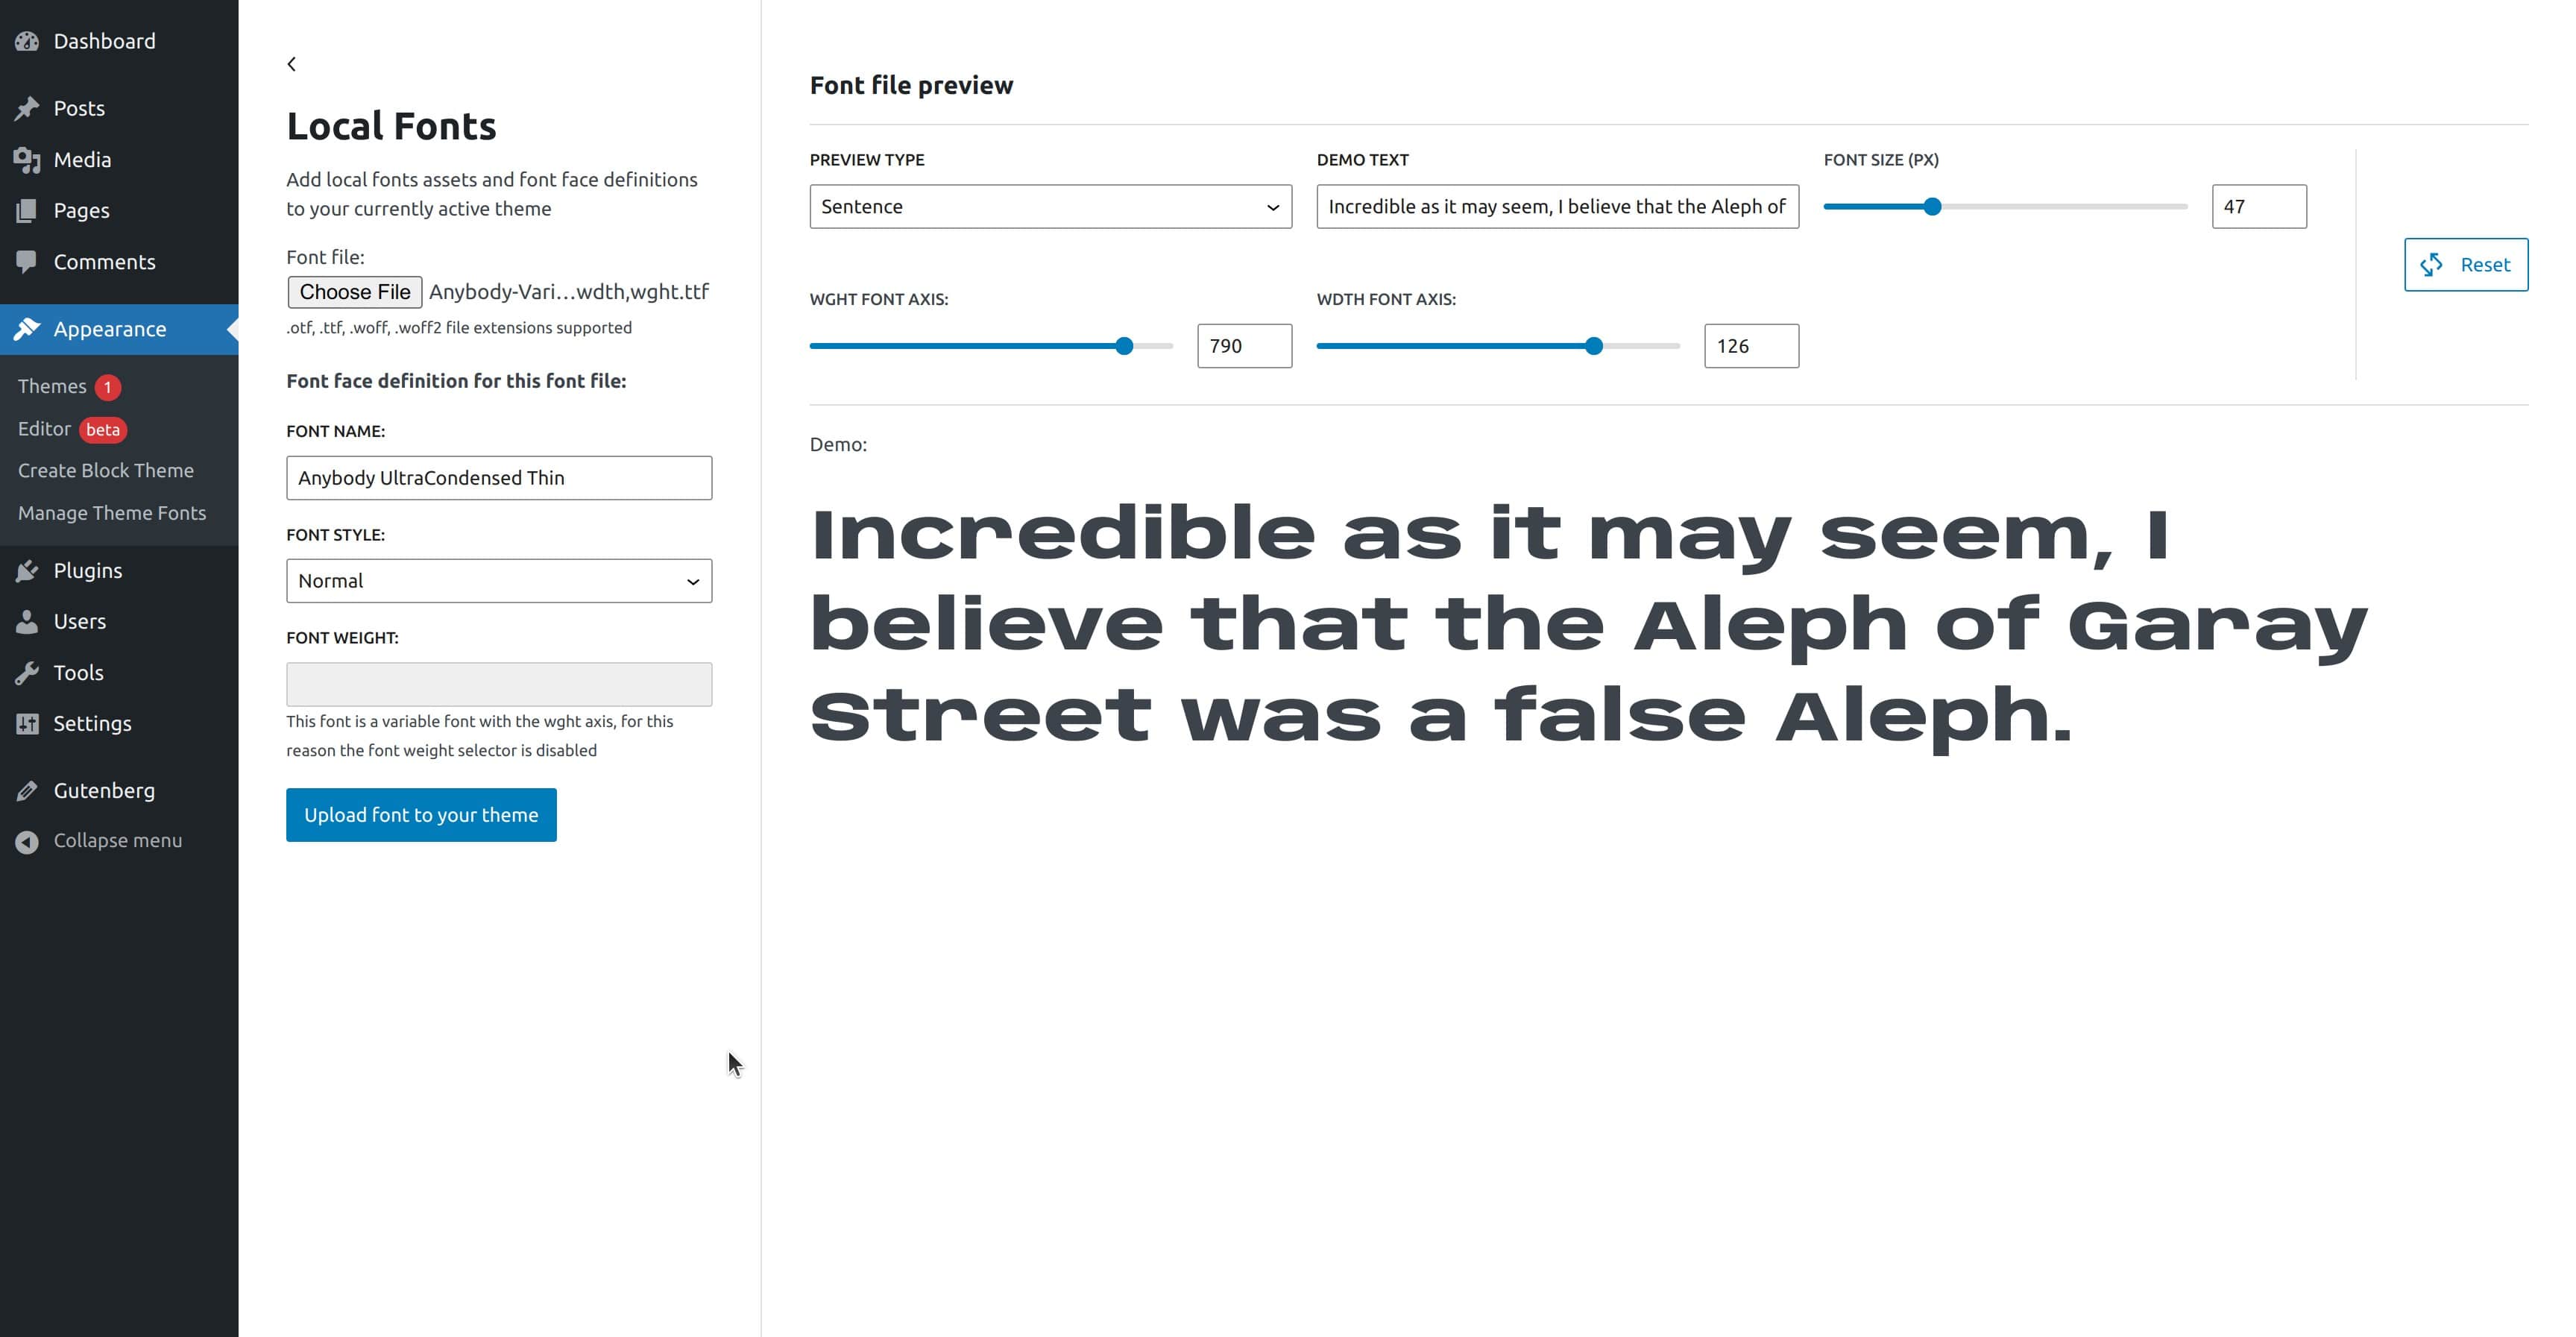 Dashboard
Posts
Media
Pages
Comments
Appearance
Themes 1
Editor beta
Create Block Theme
Manage Theme Fonts
Plugins
Users
Tools
Settings
Gutenberg
Collapse menu
Local Fonts
Add local fonts assets and font face definitions
to your currently active theme
Font file:
Choose File Anybody-Vari...wdth,wght.ttf
.otf, .ttf, .woff, .woff2 file extensions supported
Font face definition for this font file:
FONT NAME:
Anybody UltraCondensed Thin
FONT STYLE:
Normal
FONT WEIGHT:
This font is a variable font with the wght axis, for this
reason the font weight selector is disabled
Upload font to your theme
Font file preview
PREVIEW TYPE
Sentence
DEMO TEXT
Incredible as it may seem, I believe that the Aleph of
FONT SIZE (PX)
47
WGHT FONT AXIS:
790
WDTH FONT AXIS:
126
Reset
Demo:
Incredible as it may seem, I
believe that the Aleph of Garay
Street was a false Aleph.